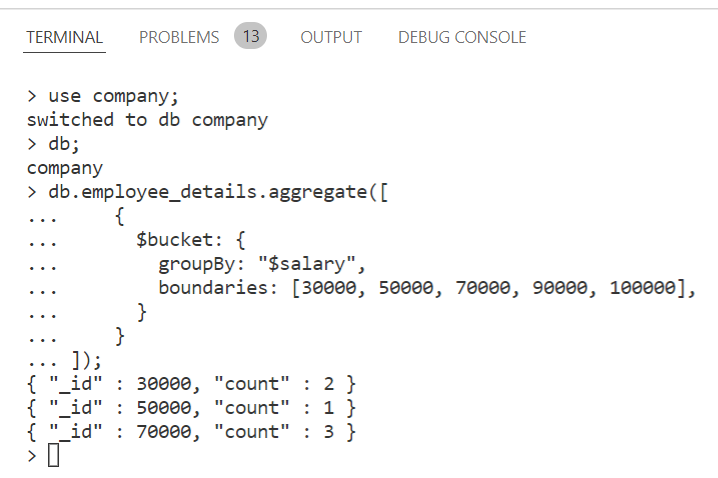 TERMINAL PROBLEMS 13 OUTPUT DEBUG CONSOLE
> use company;
switched to db company
> db;
company
> db.employee_details.aggregate([
...     {
...       $bucket: {
...         groupBy: "$salary",
...         boundaries: [30000, 50000, 70000, 90000, 100000],
...       }
...     }
... ]);
{ "_id" : 30000, "count" : 2 }
{ "_id" : 50000, "count" : 1 }
{ "_id" : 70000, "count" : 3 }
>